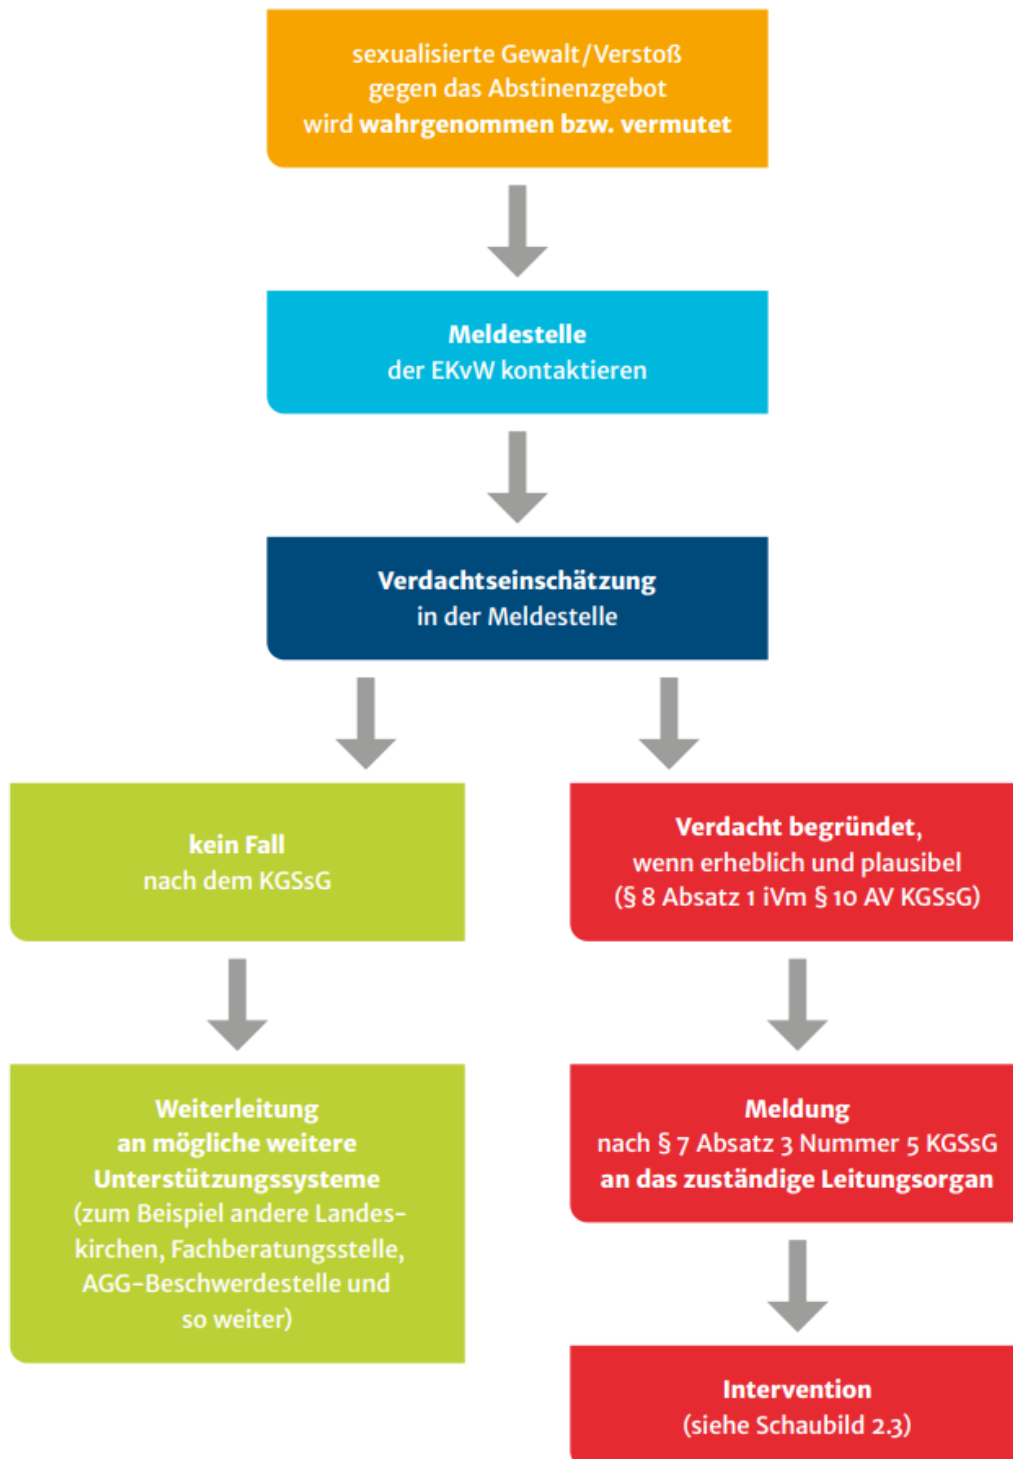 sexualisierte Gewalt/Verstoß
gegen das Abstinenzgebot
wird wahrgenommen bzw. vermutet
Meldestelle
der EKvW kontaktieren
Verdachtseinschätzung
in der Meldestelle
kein Fall
nach dem KGSsG
Verdacht begründet,
wenn erheblich und plausibel
(§ 8 Absatz 1 iVm § 10 AV KGSsG)
Weiterleitung
an mögliche weitere
Unterstützungssysteme
(zum Beispiel andere Landes-
kirchen, Fachberatungsstelle,
AGG-Beschwerdestelle und
so weiter)
Meldung
nach § 7 Absatz 3 Nummer 5 KGSsG
an das zuständige Leitungsorgan
Intervention
(siehe Schaubild 2.3)